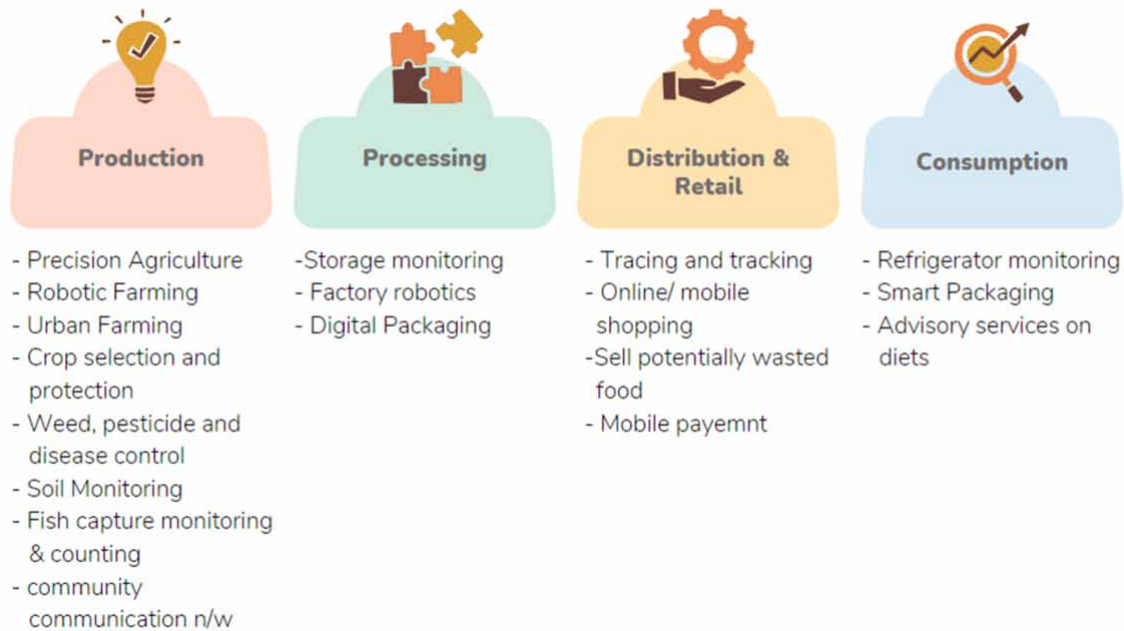 Production
- Precision Agriculture
- Robotic Farming
- Urban Farming
- Crop selection and
protection
- Weed, pesticide and
disease control
- Soil Monitoring
- Fish capture monitoring
& counting
- community
communication n/w
Processing
-Storage monitoring
- Factory robotics
- Digital Packaging
Distribution &
Retail
- Tracing and tracking
- Online/ mobile
shopping
-Sell potentially wasted
food
- Mobile payemnt
Consumption
- Refrigerator monitoring
- Smart Packaging
- Advisory services on
diets